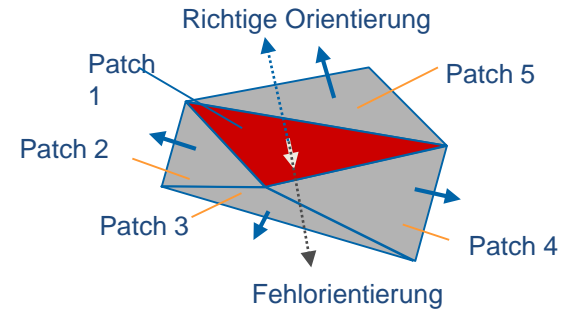 Richtige Orientierung
Patch
1
Patch 5
Patch 2
Patch 3
Patch 4
Fehlorientierung